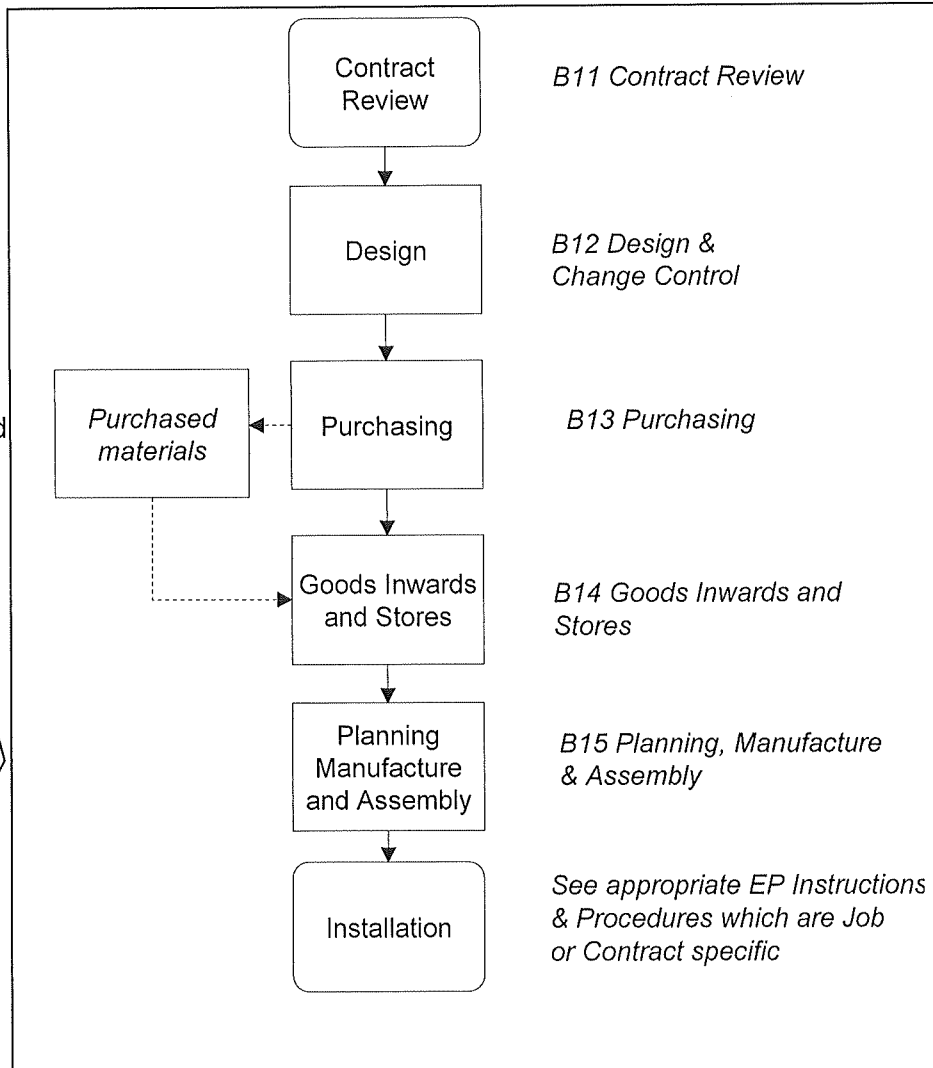 Contract
Review
B11 Contract Review
Design
B12 Design &
Change Control
d
Purchased
materials
Purchasing
B13 Purchasing
Goods Inwards
and Stores
B14 Goods Inwards and
Stores
Planning
Manufacture
and Assembly
B15 Planning, Manufacture
& Assembly
Installation
See appropriate EP Instructions
& Procedures which are Job
or Contract specific